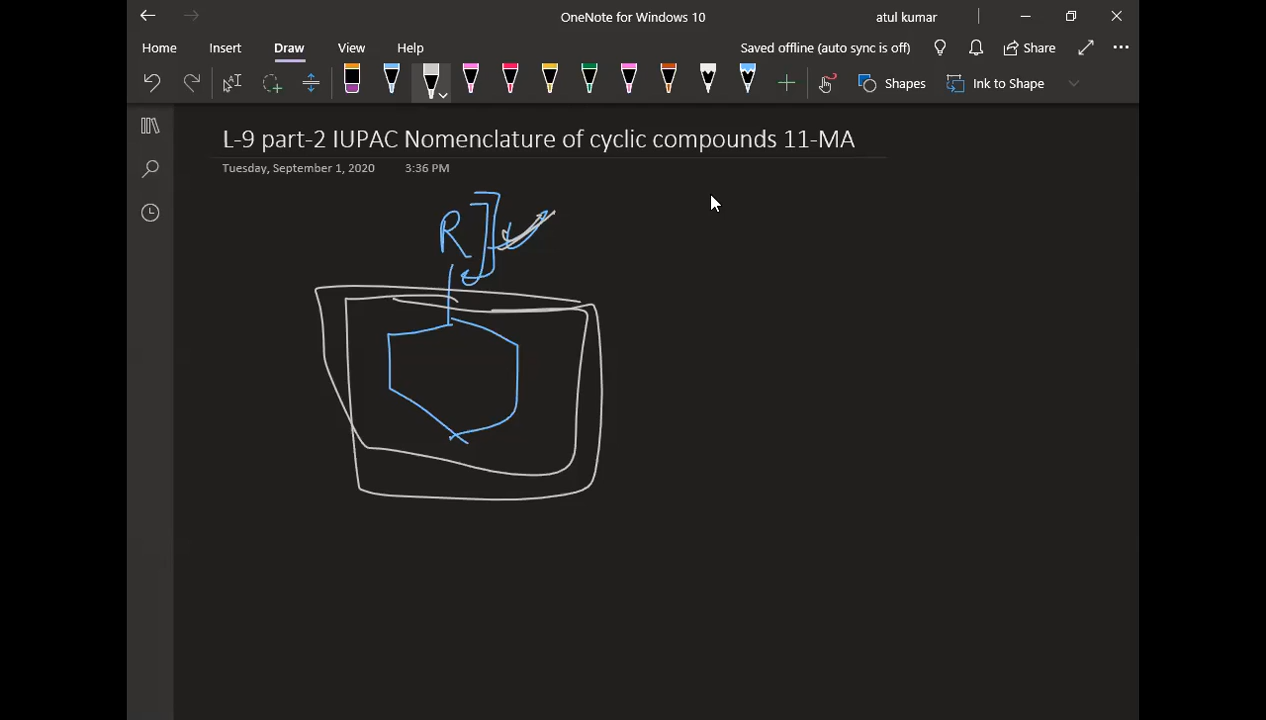 OneNote for Windows 10
atul kumar
Home Insert Draw View Help
Saved offline (auto sync is off)
Share
Shapes
Ink to Shape
L-9 part-2 IUPAC Nomenclature of cyclic compounds 11-MA
Tuesday, September 1, 2020 3:36 PM
R